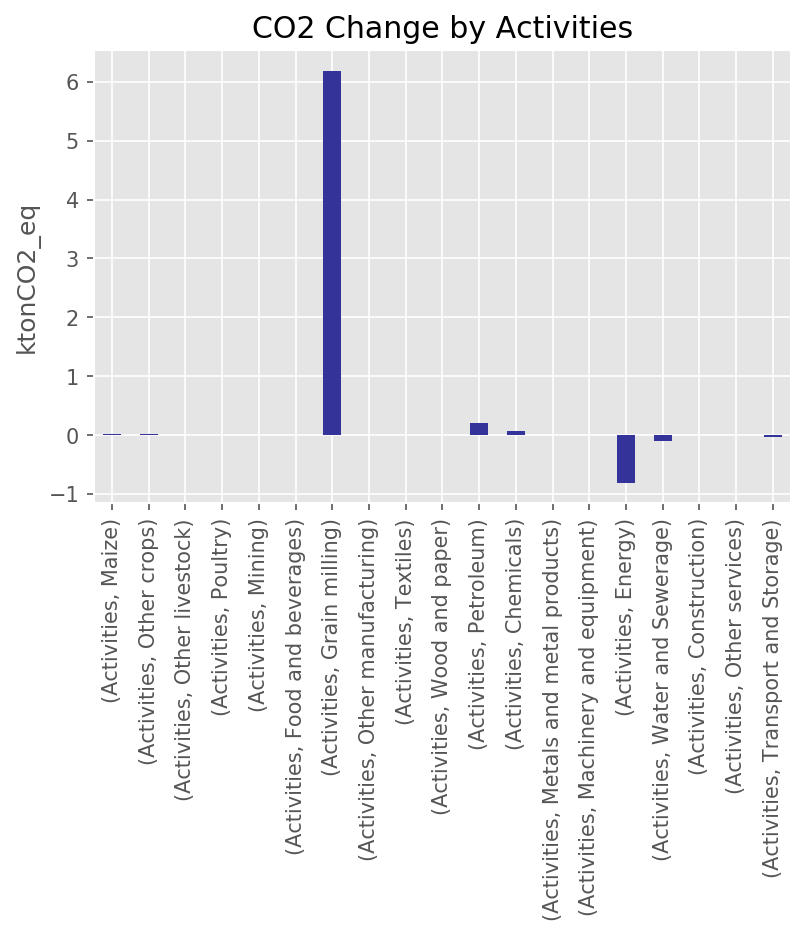 CO2 Change by Activities
ktonCO2_eq
6
5
4
3
2
1
0
−1
(Activities, Maize)
(Activities, Other crops)
(Activities, Other livestock)
(Activities, Poultry)
(Activities, Mining)
(Activities, Food and beverages)
(Activities, Grain milling)
(Activities, Other manufacturing)
(Activities, Textiles)
(Activities, Wood and paper)
(Activities, Petroleum)
(Activities, Chemicals)
(Activities, Metals and metal products)
(Activities, Machinery and equipment)
(Activities, Energy)
(Activities, Water and Sewerage)
(Activities, Construction)
(Activities, Other services)
(Activities, Transport and Storage)